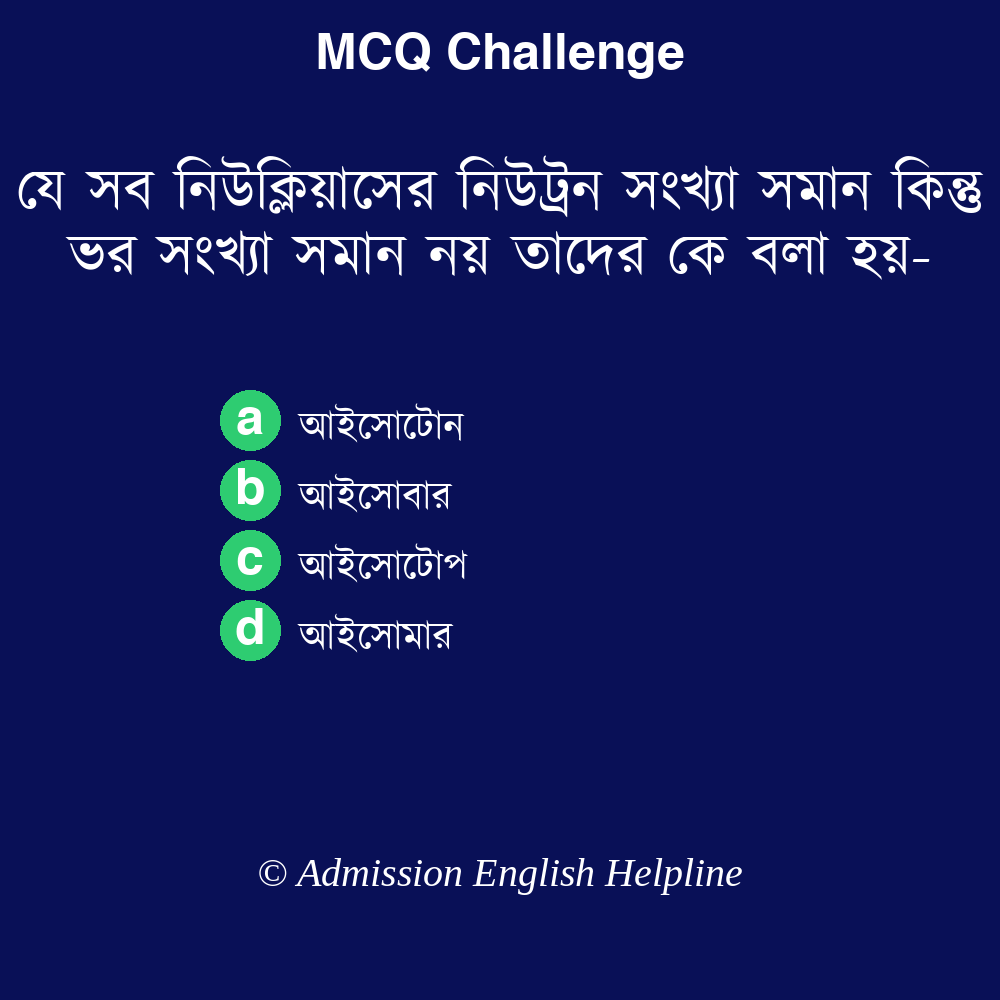 MCQ Challenge
যে সব নিউক্লিয়াসের নিউট্রন সংখ্যা সমান কিন্তু
ভর সংখ্যা সমান নয় তাদের কে বলা হয়-
a আইসোটোন
b আইসোবার
c আইসোটোপ
d আইসোমার
© Admission English Helpline